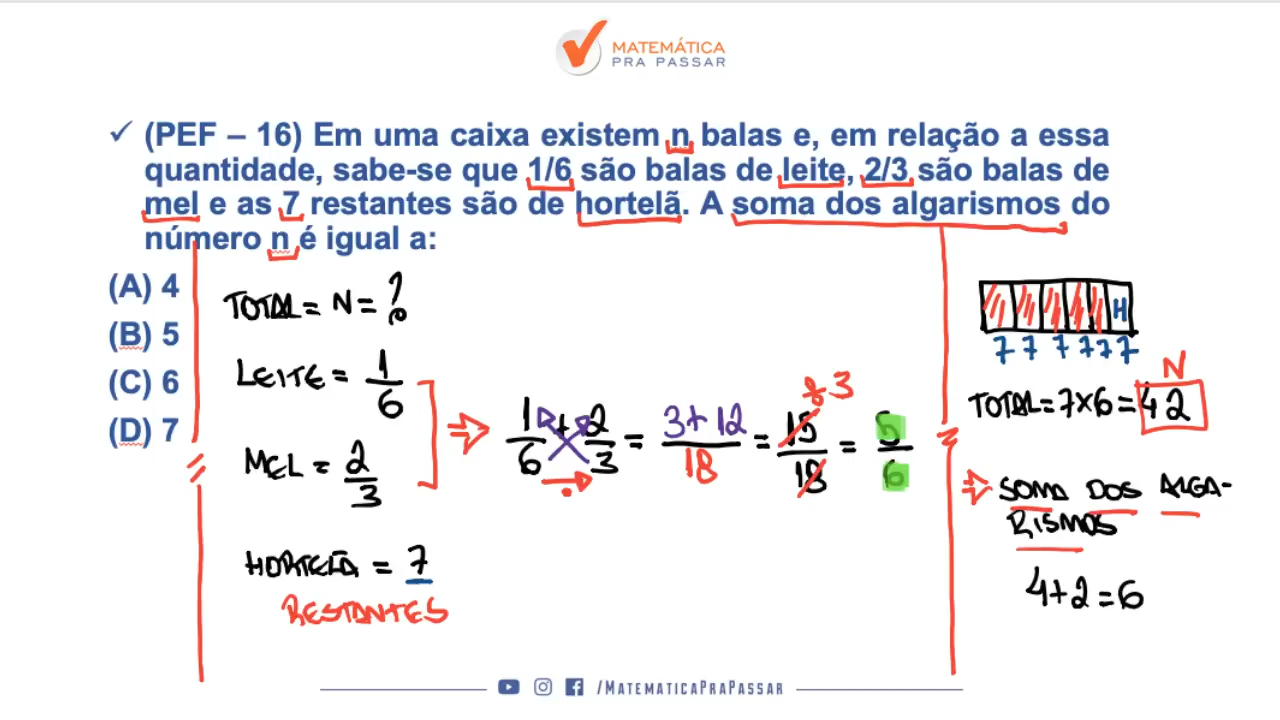 MATEMÁTICA
PRA PASSAR
✓ (PEF – 16) Em uma caixa existem n balas e, em relação a essa
quantidade, sabe-se que 1/6 são balas de leite, 2/3 são balas de
mel e as 7 restantes são de hortelã. A soma dos algarismos do
número n é igual a:
(A) 4
(B) 5
(C) 6
(D) 7
TOTAL = N = ?
LEITE = 1/6
MEL = 2/3
HORTELÃ = 7
RESTANTES
1/6 + 2/3 = 3+12/18 = 15/18 = 5/6
3
H
7 7 7 7 7 7
N
TOTAL = 7×6 = 42
SOMA DOS ALGA-
RISMOS
4+2=6
/MATEMATICAPRAPASSAR